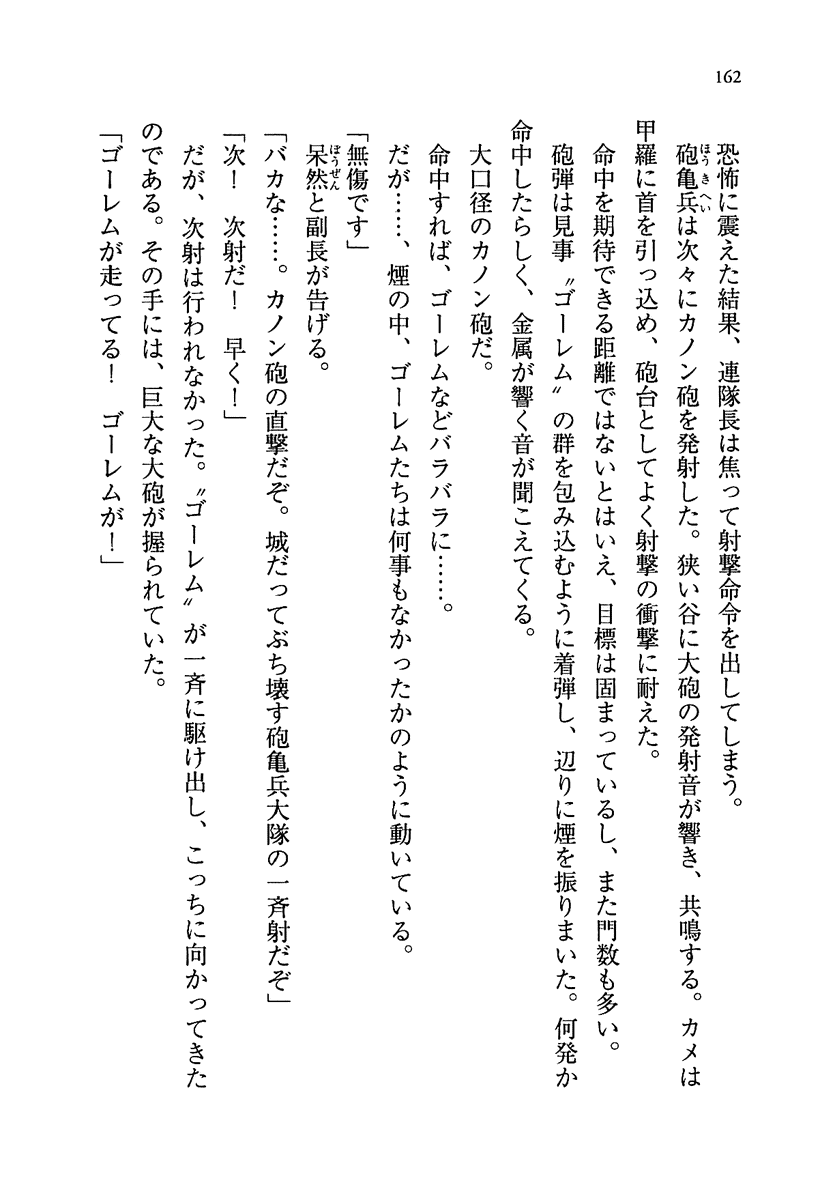 162
恐怖に震えた結果、連隊長は焦って射撃命令を出してしまう。
砲亀兵は次々にカノン砲を発射した。狭い谷に大砲の発射音が響き、共鳴する。カメは
甲羅に首を引っ込め、砲台としてよく射撃の衝撃に耐えた。
命中を期待できる距離ではないとはいえ、目標は固まっているし、また門数も多い。
砲弾は見事〝ゴーレム〟の群を包み込むように着弾し、辺りに煙を振りまいた。何発か
命中したらしく、金属が響く音が聞こえてくる。
大口径のカノン砲だ。
命中すれば、ゴーレムなどバラバラに……。
だが……、煙の中、ゴーレムたちは何事もなかったかのように動いている。
「無傷です」
呆然と副長が告げる。
「バカな……。カノン砲の直撃だぞ。城だってぶち壊す砲亀兵大隊の一斉射だぞ」
「次！　次射だ！　早く！」
だが、次射は行われなかった。〝ゴーレム〟が一斉に駆け出し、こっちに向かってきた
のである。その手には、巨大な大砲が握られていた。
「ゴーレムが走ってる！　ゴーレムが！」